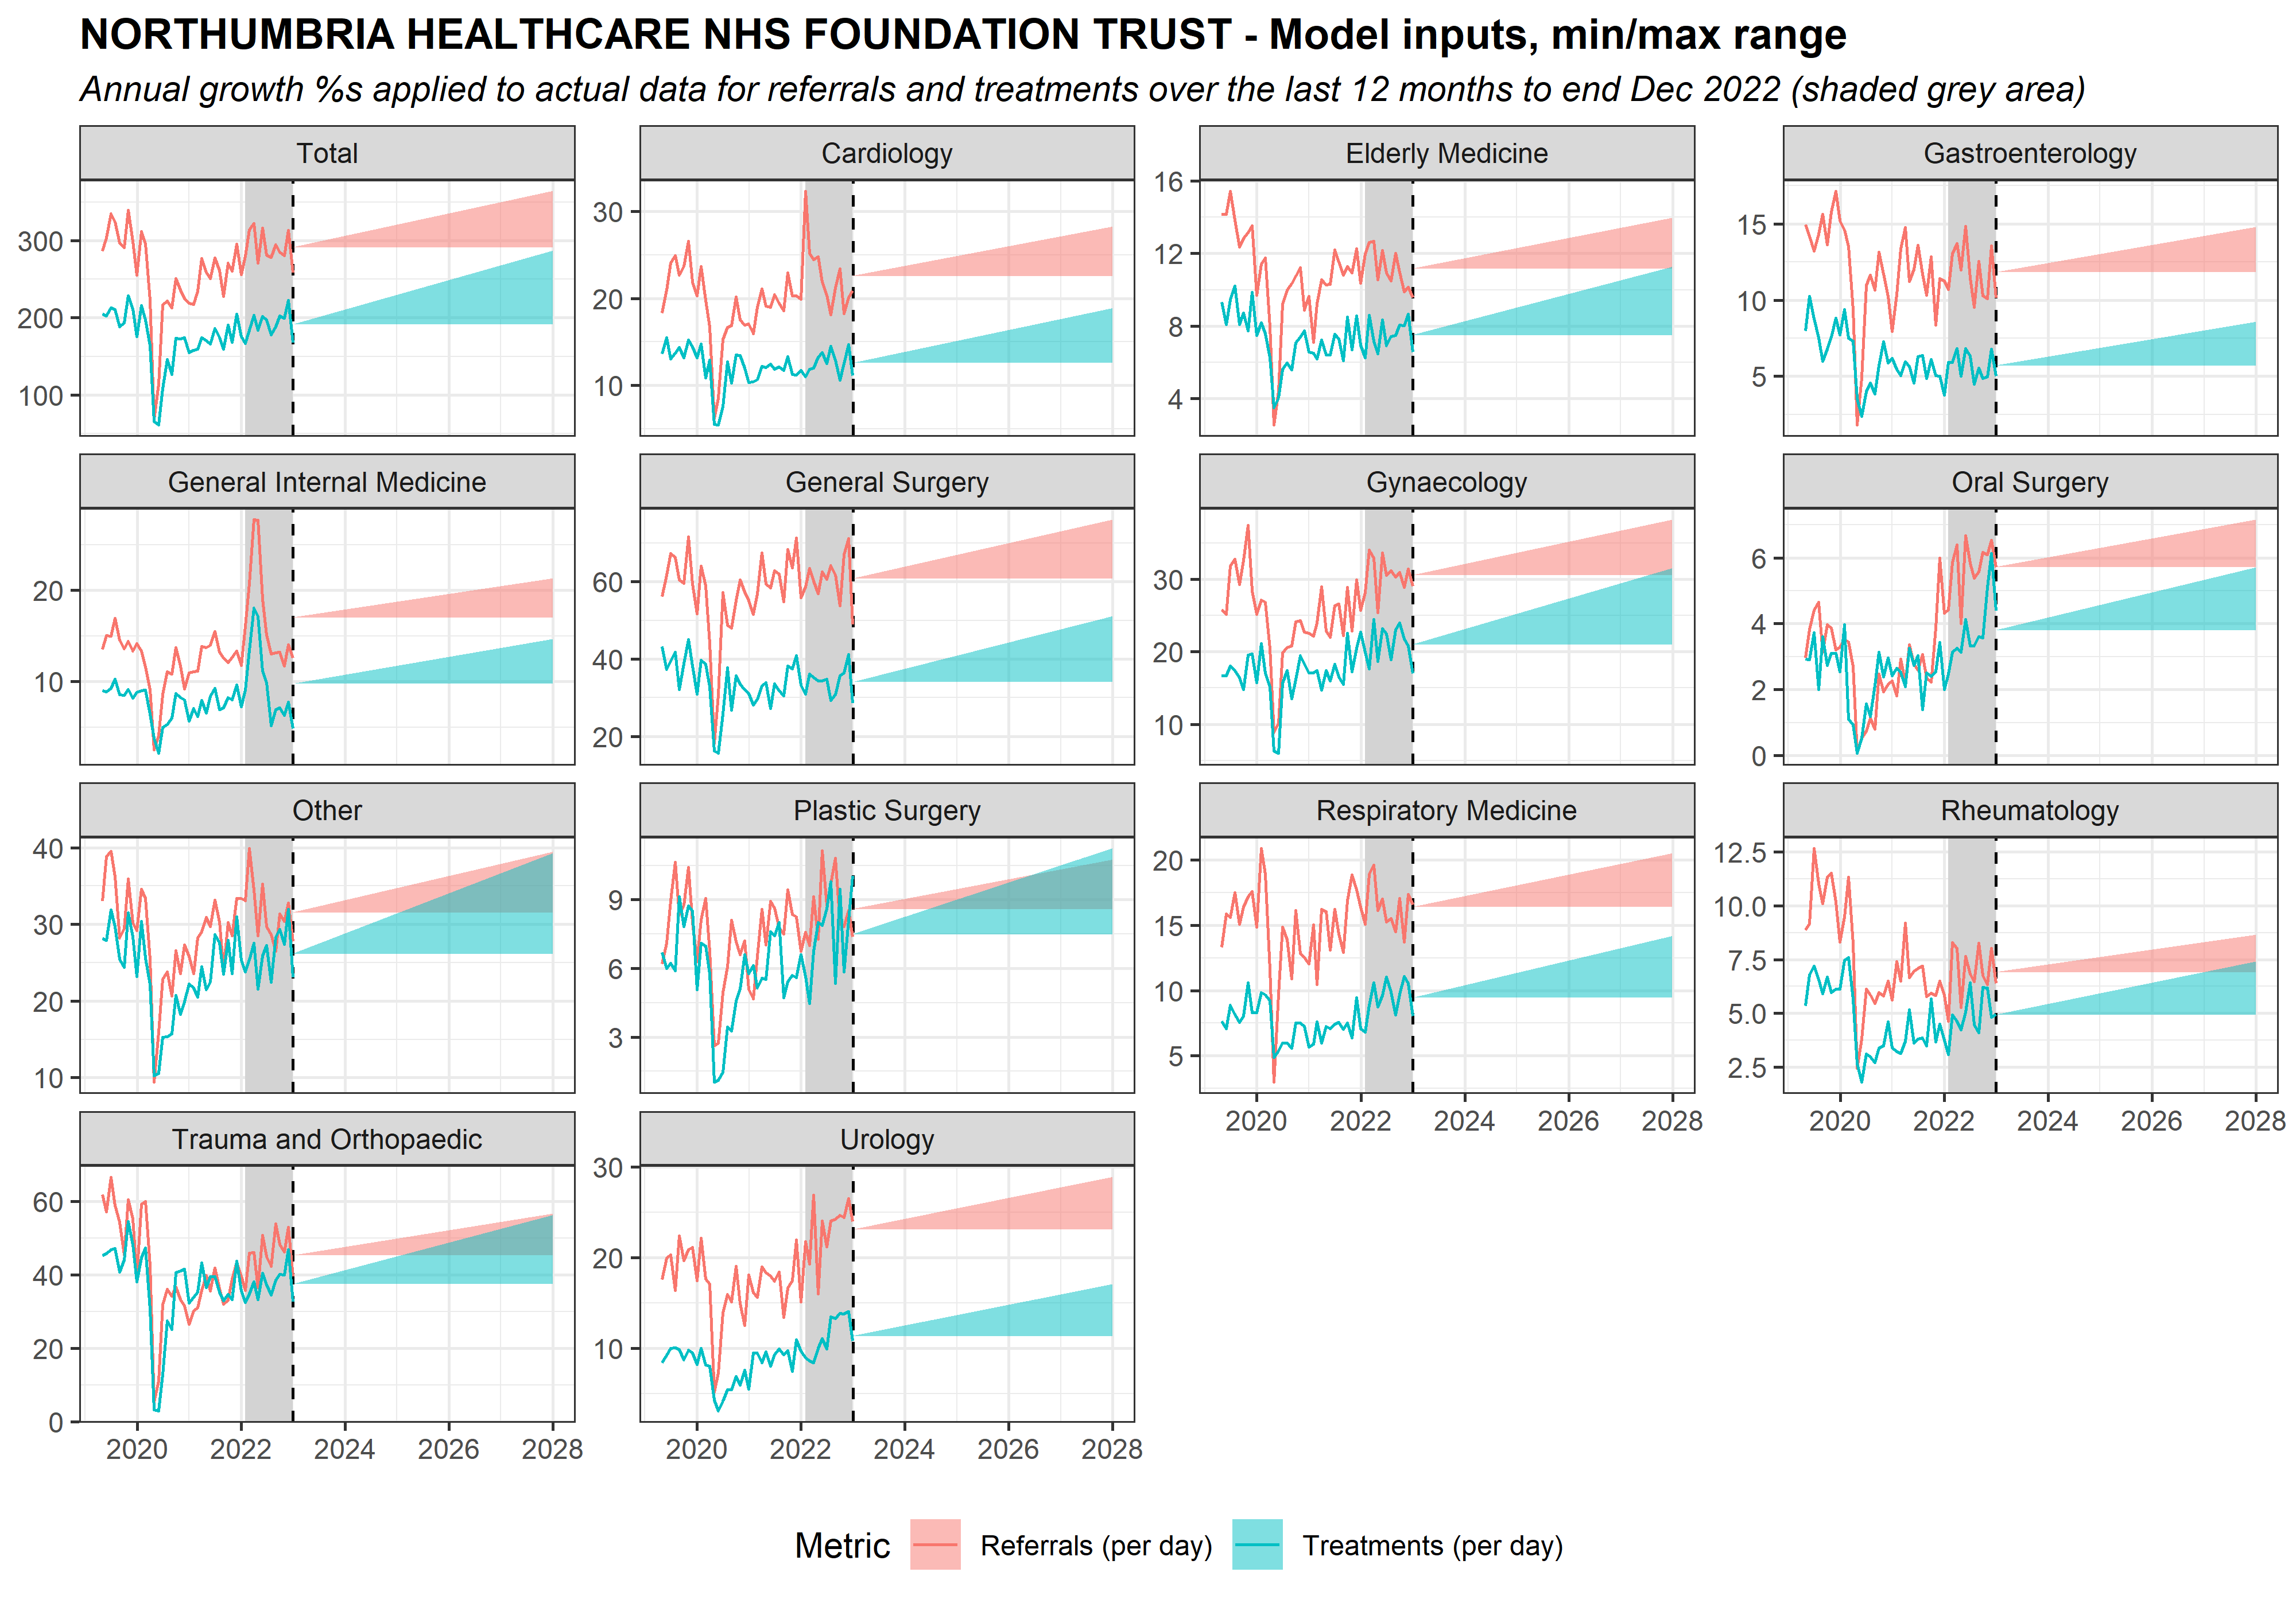 NORTHUMBRIA HEALTHCARE NHS FOUNDATION TRUST - Model inputs, min/max range
Annual growth %s applied to actual data for referrals and treatments over the last 12 months to end Dec 2022 (shaded grey area)
Total
300
200
100
Cardiology
30
20
10
Elderly Medicine
16
12
8
4
Gastroenterology
15
10
5
General Internal Medicine
20
10
General Surgery
60
40
20
Gynaecology
30
20
10
Oral Surgery
6
4
2
0
Other
40
30
20
10
Plastic Surgery
9
6
3
Respiratory Medicine
20
15
10
5
2020 2022 2024 2026 2028
Rheumatology
12.5
10.0
7.5
5.0
2.5
2020 2022 2024 2026 2028
Trauma and Orthopaedic
60
40
20
0
2020 2022 2024 2026 2028
Urology
30
20
10
2020 2022 2024 2026 2028
Metric Referrals (per day) Treatments (per day)